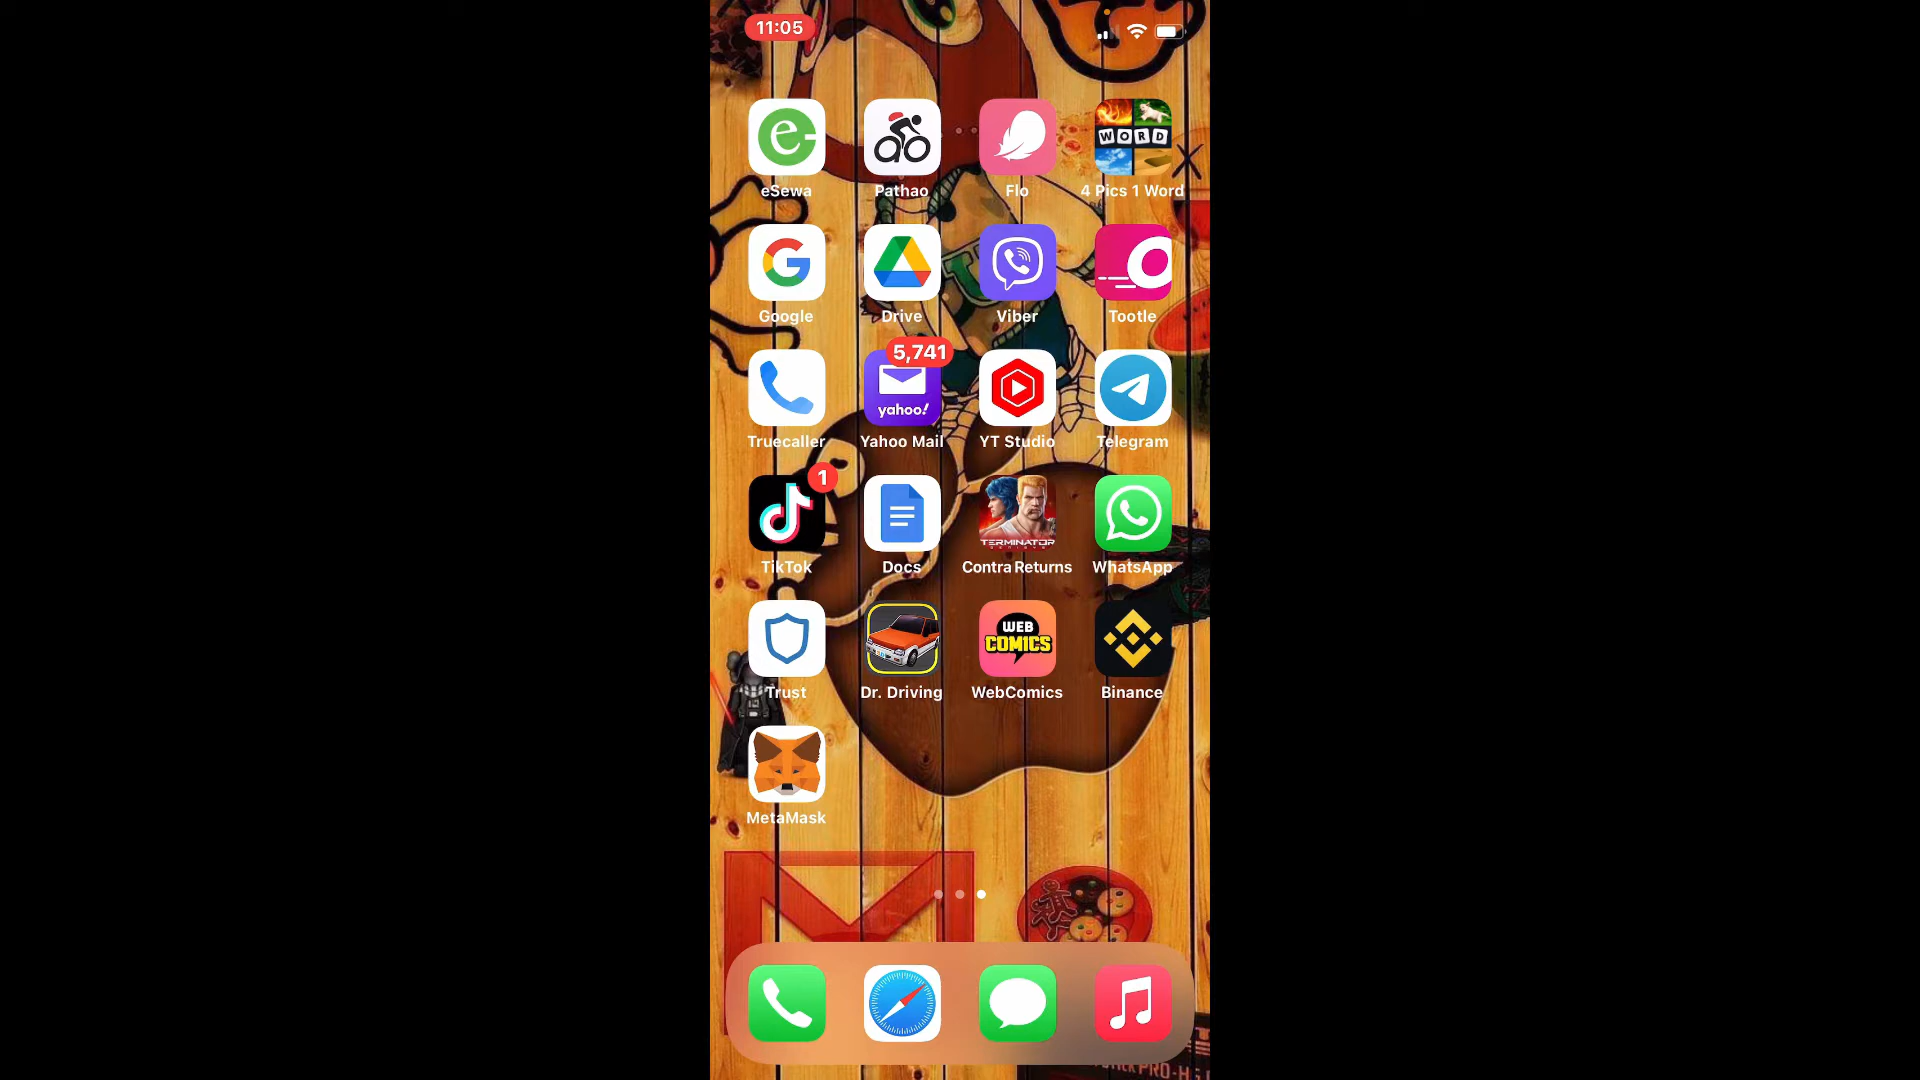 11:05
WORD
eSewa Pathao Flo 4 Pics 1 Word
Google Drive Viber Tootle
5,741
yahoo!
Truecaller Yahoo Mail YT Studio Telegram
1
TERMINATOR
TikTok Docs Contra Returns WhatsApp
WEB
COMICS
Trust Dr. Driving WebComics Binance
MetaMask